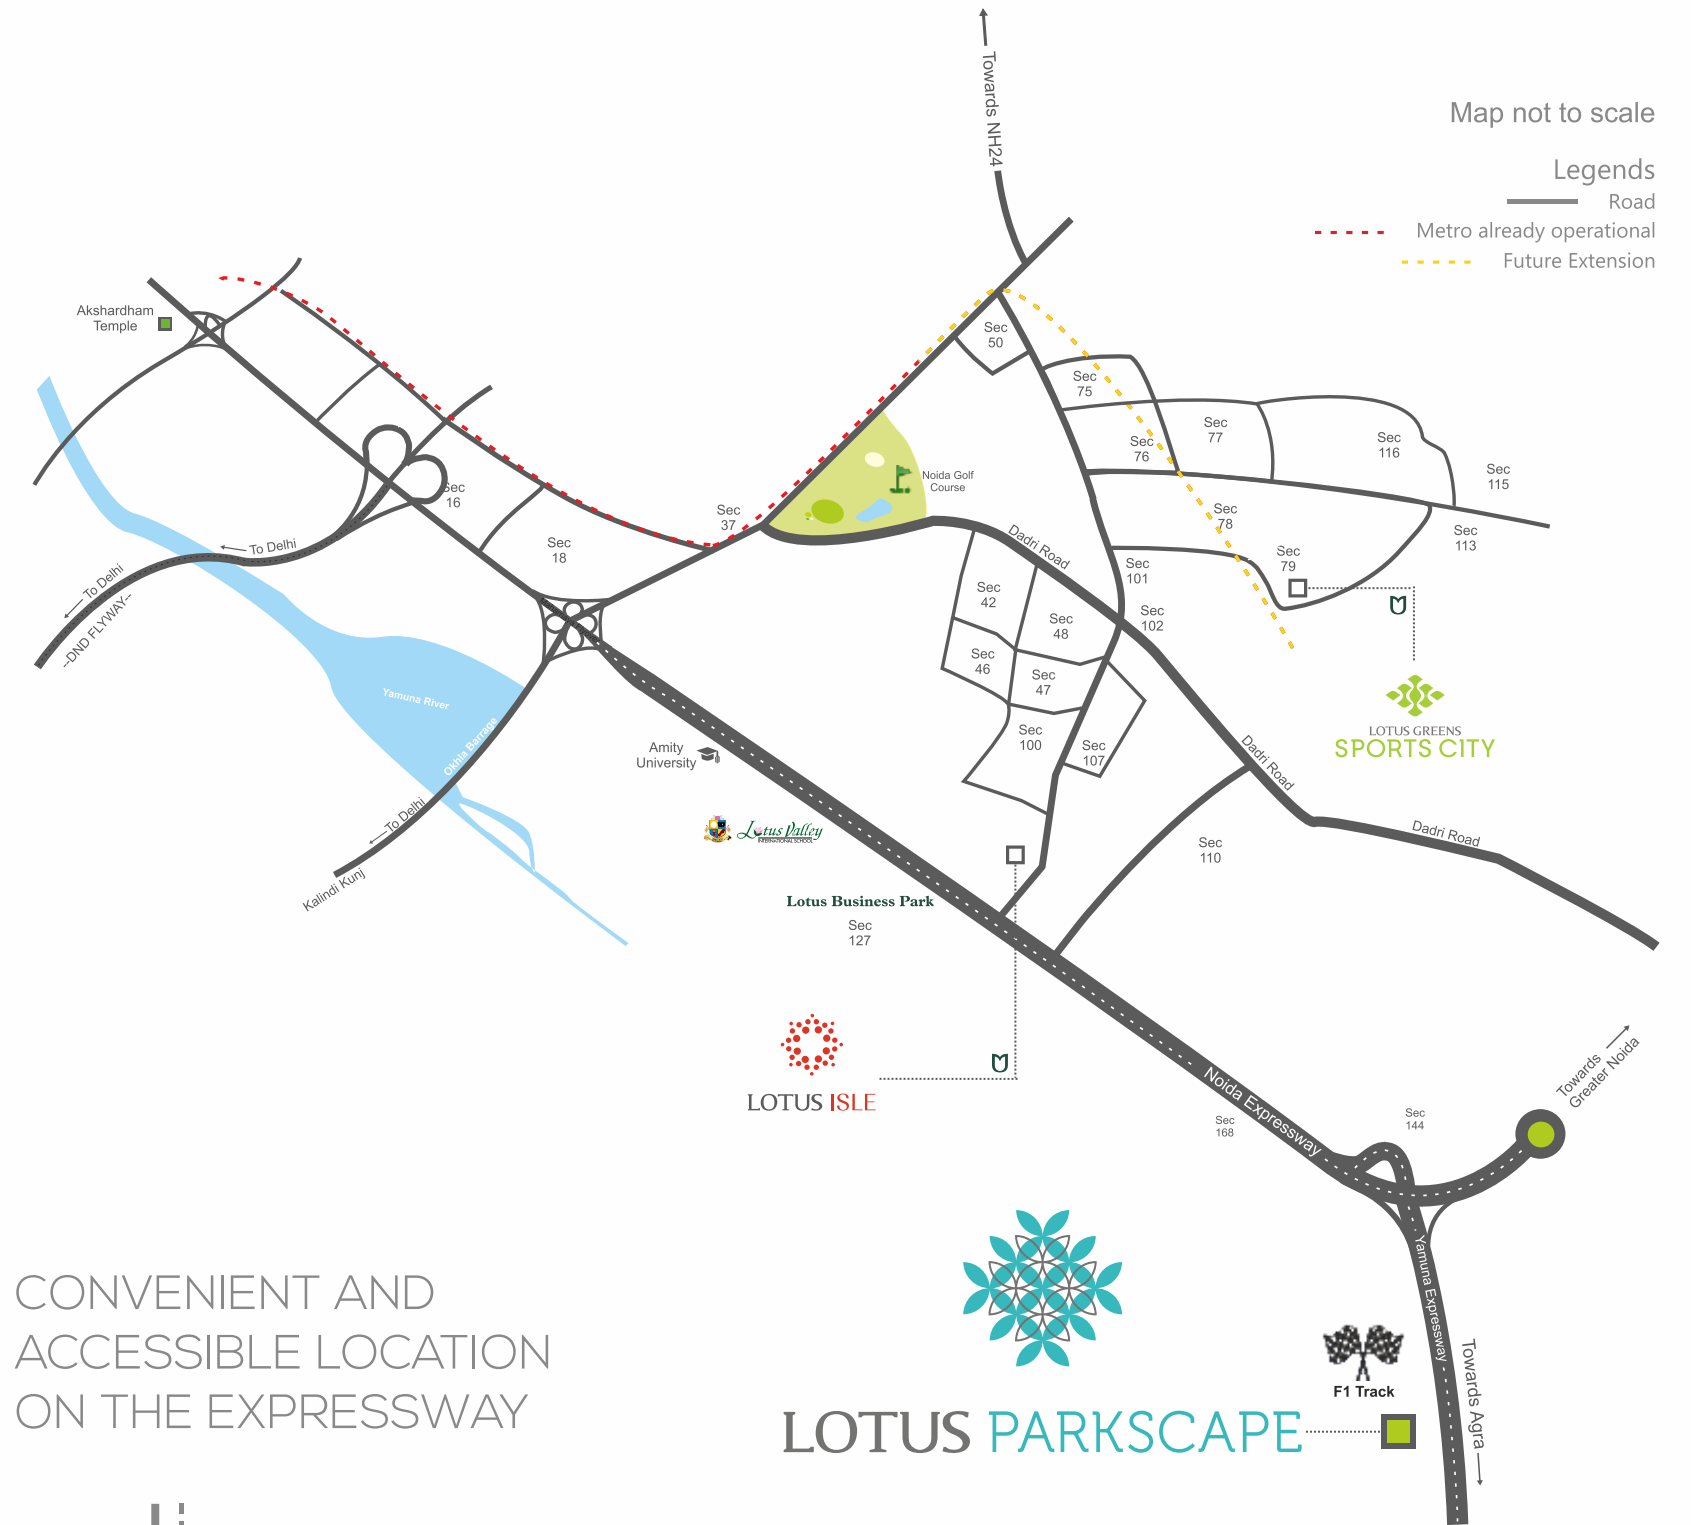 Towards NH24
Map not to scale
Legends
Road
Metro already operational
Future Extension
Akshardham
Temple
Sec
50
Sec
75
Sec
76
Sec
77
Sec
116
Sec
115
Sec
113
Sec
78
Sec
79
Noida Golf
Course
Sec
16
Sec
18
Sec
37
Dadri Road
Sec
101
Sec
102
Sec
42
Sec
48
Sec
46
Sec
47
Sec
100
Sec
107
To Delhi
To Delhi
--DND FLYWAY--
Yamuna River
Okhla Barrage
To Delhi
Kalindi Kunj
Amity
University
Lotus Valley
INTERNATIONAL SCHOOL
Lotus Business Park
Sec
127
LOTUS GREENS
SPORTS CITY
Dadri Road
Dadri Road
Sec
110
LOTUS ISLE
Noida Expressway
Sec
168
Sec
144
Towards
Greater Noida
Yamuna Expressway
Towards Agra
F1 Track
LOTUS PARKSCAPE
CONVENIENT AND
ACCESSIBLE LOCATION
ON THE EXPRESSWAY